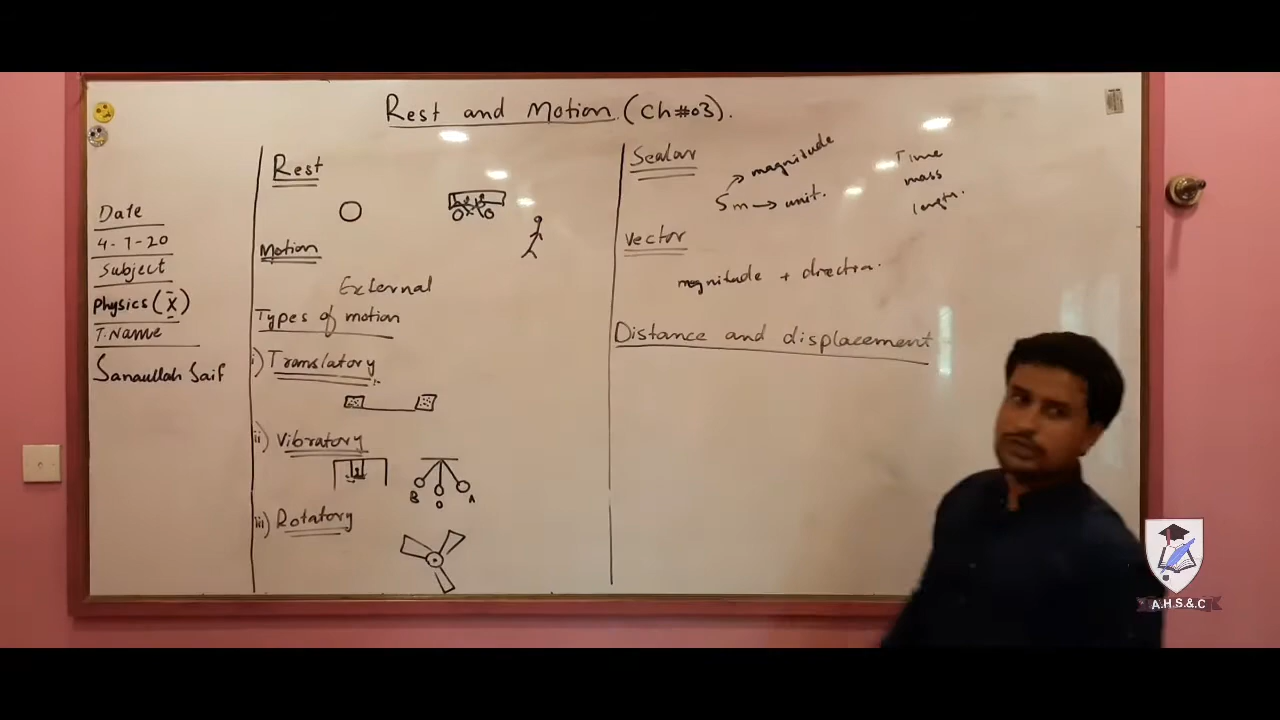 Rest and Motion (Ch#03).
Date
4-7-20
Subject
Physics (X)
T.Name
Sanaullah Saif
Rest
Motion
External
Types of motion
i) Translatory
ii) Vibratory
B
O
A
iii) Rotatory
Scalar
magnitude
5m → unit.
Time
mass
length.
Vector
magnitude + direction.
Distance and displacement
A.H.S.&C